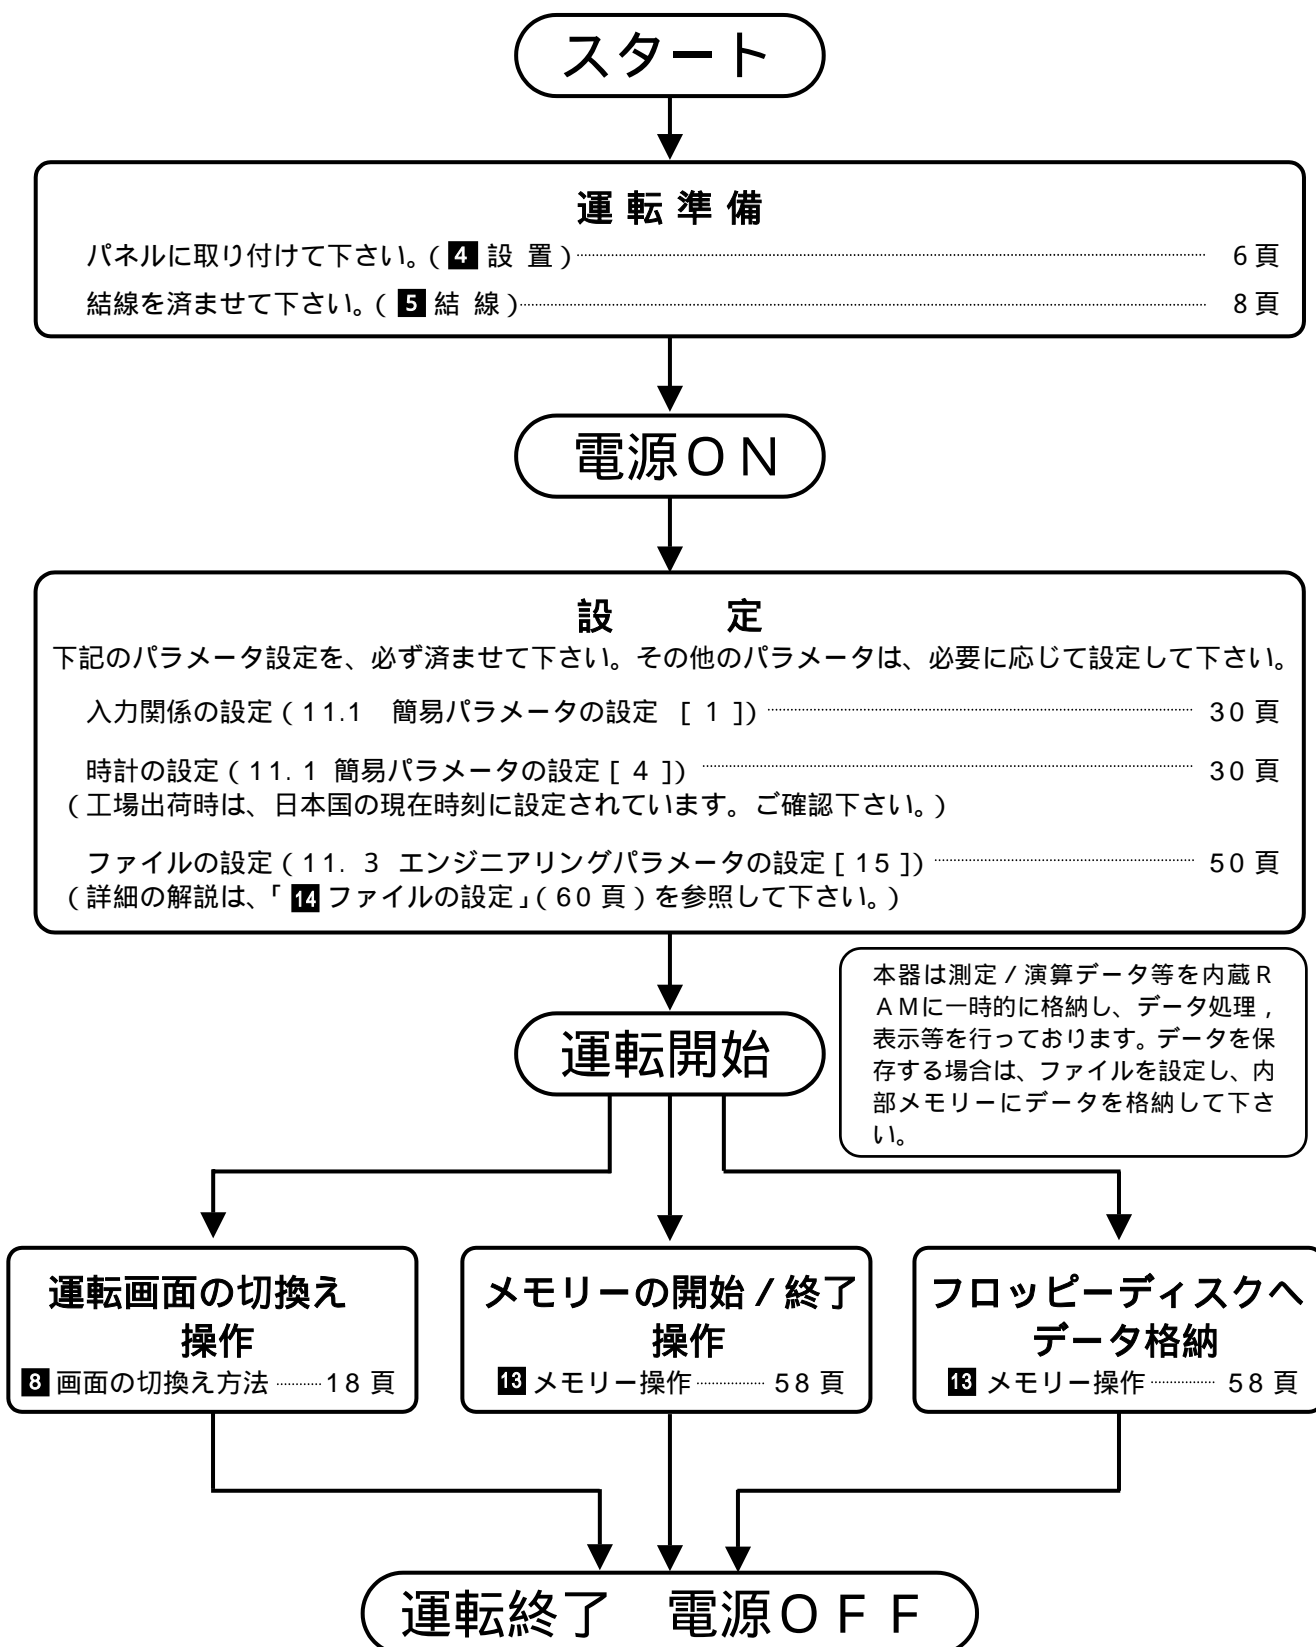 スタート
運転準備
パネルに取り付けて下さい。(4 設 置) 6頁
結線を済ませて下さい。(5 結 線) 8頁
電源ON
設 定
下記のパラメータ設定を、必ず済ませて下さい。その他のパラメータは、必要に応じて設定して下さい。
入力関係の設定(11.1 簡易パラメータの設定 [1]) 30頁
時計の設定(11.1 簡易パラメータの設定[4]) 30頁
(工場出荷時は、日本国の現在時刻に設定されています。ご確認下さい。)
ファイルの設定(11.3 エンジニアリングパラメータの設定[15]) 50頁
(詳細の解説は、「14 ファイルの設定」(60頁)を参照して下さい。)
本器は測定/演算データ等を内蔵R
AMに一時的に格納し、データ処理,
表示等を行っております。データを保
存する場合は、ファイルを設定し、内
部メモリーにデータを格納して下さ
い。
運転開始
運転画面の切換え
操作
8 画面の切換え方法 18頁
メモリーの開始/終了
操作
13 メモリー操作 58頁
フロッピーディスクへ
データ格納
13 メモリー操作 58頁
運転終了 電源OFF